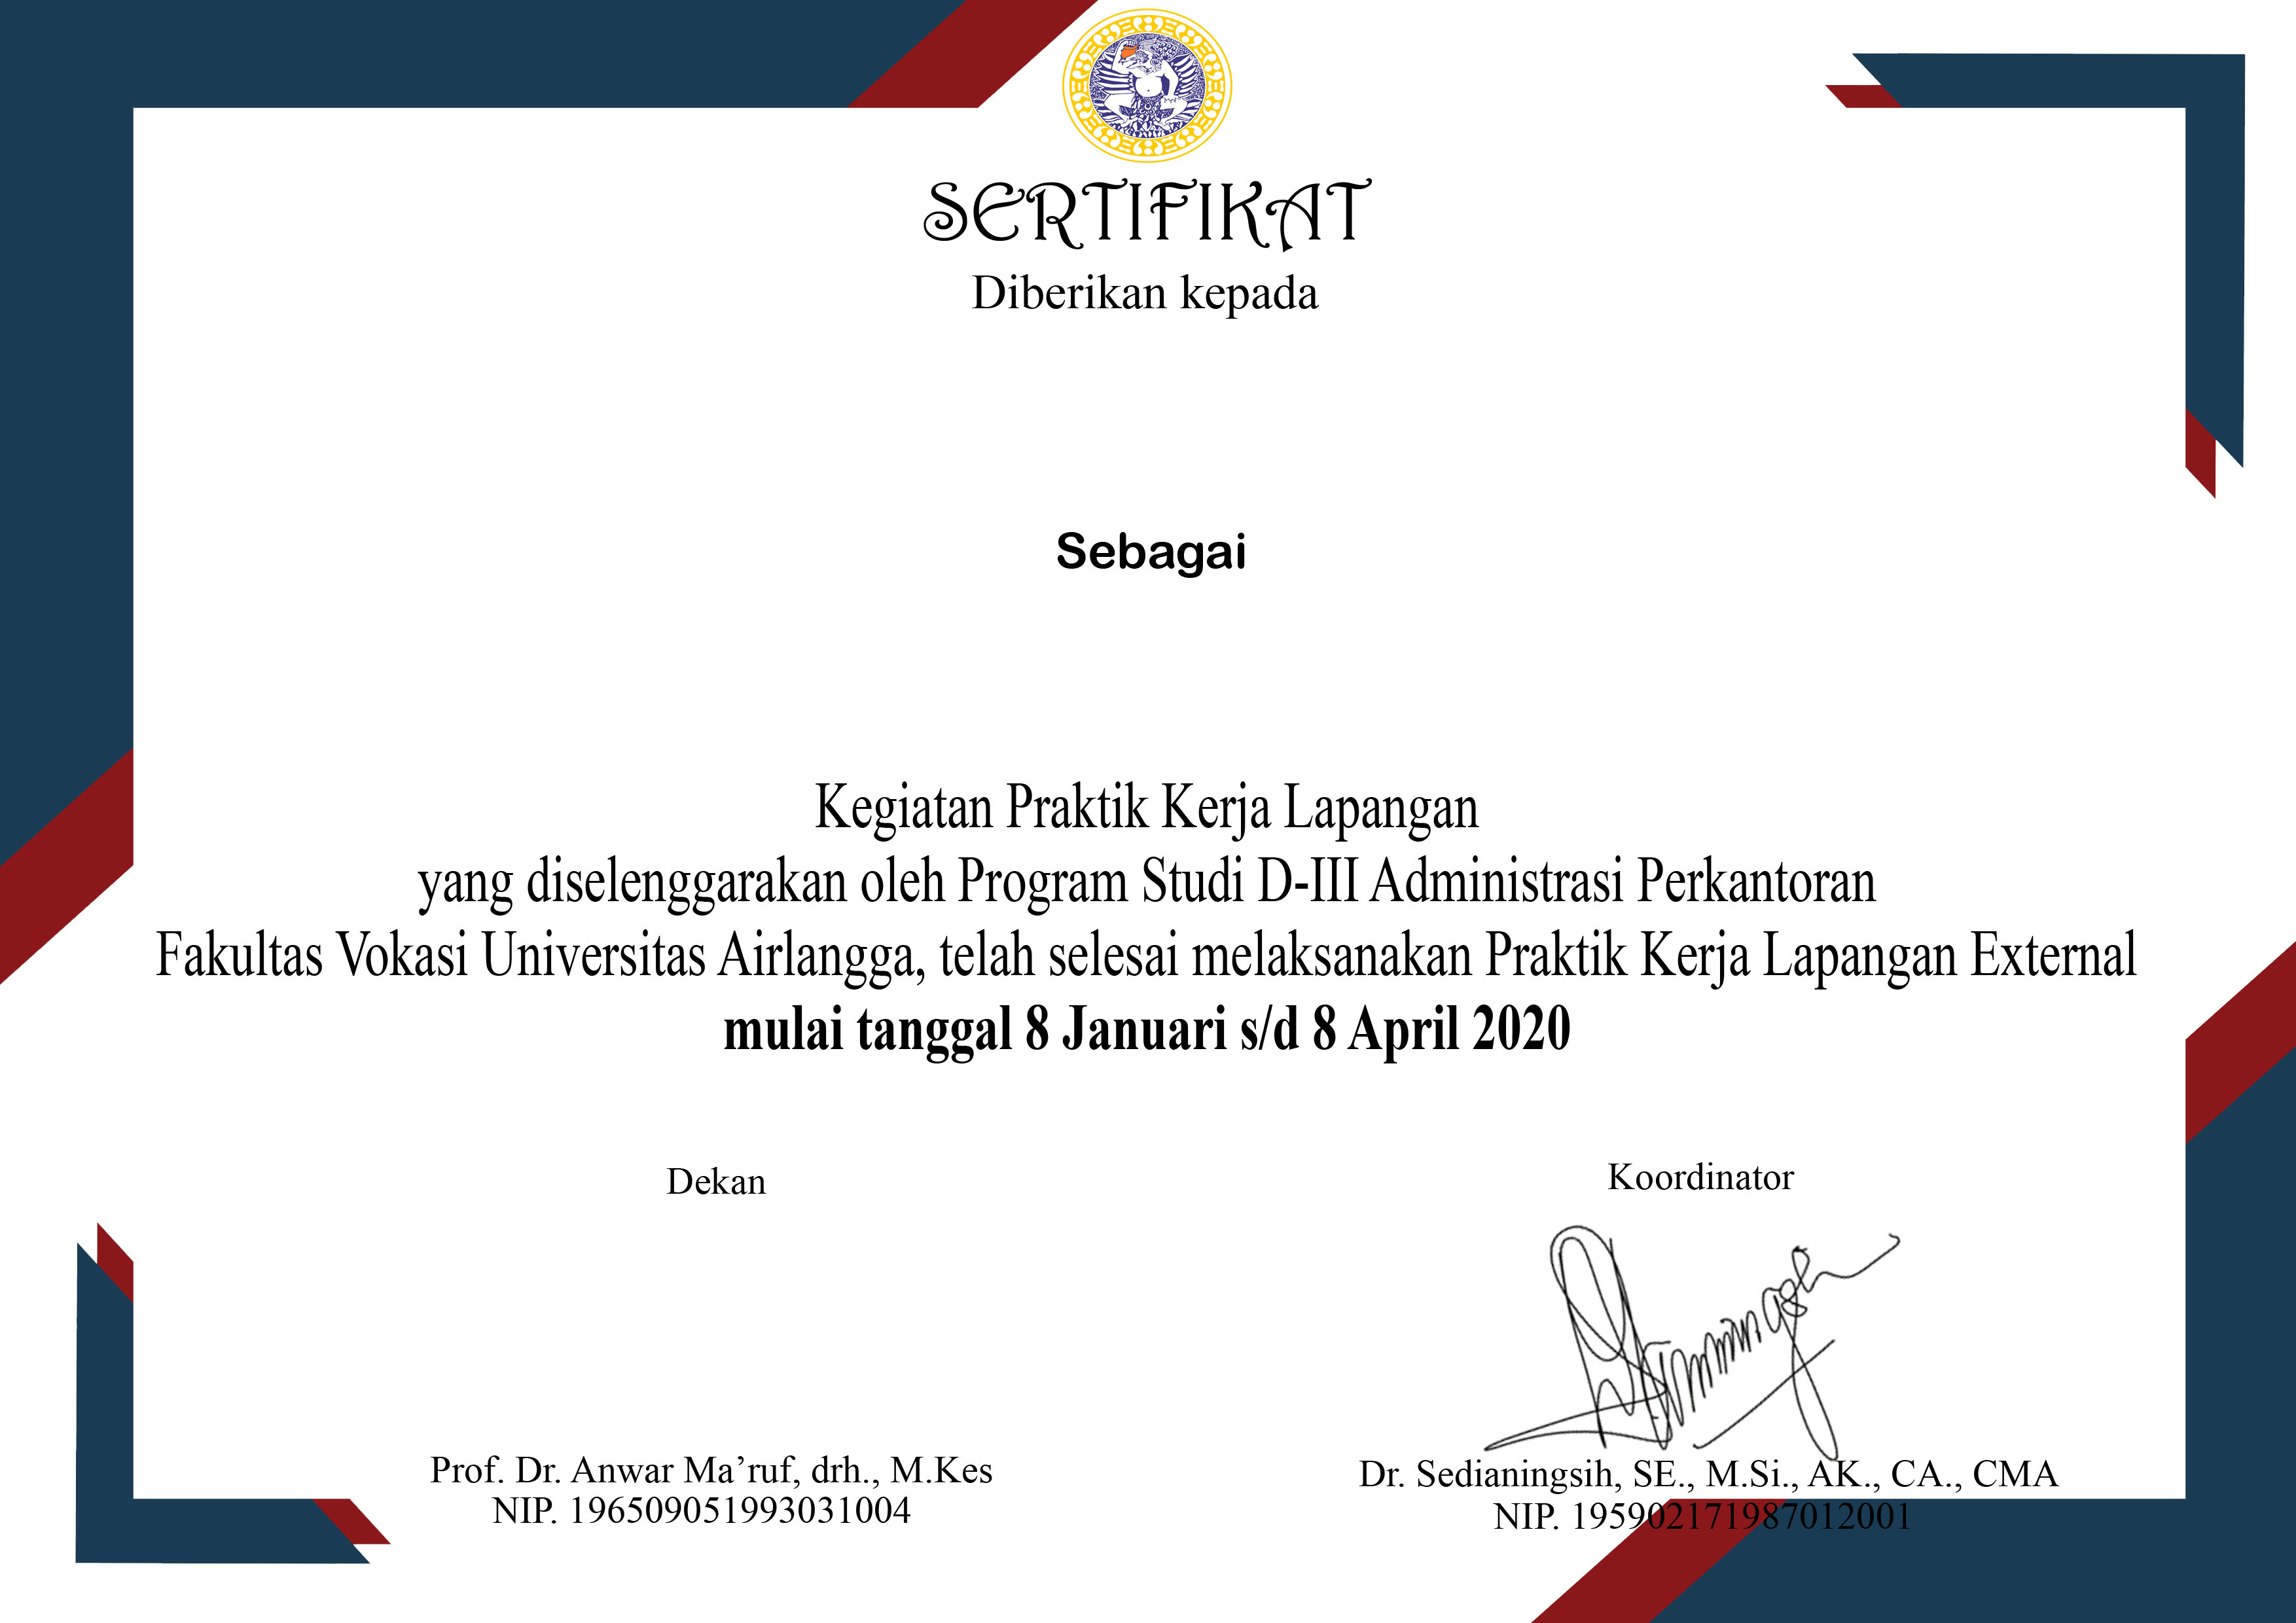 SERTIFIKAT
Diberikan kepada
Sebagai
Kegiatan Praktik Kerja Lapangan
yang diselenggarakan oleh Program Studi D-III Administrasi Perkantoran
Fakultas Vokasi Universitas Airlangga, telah selesai melaksanakan Praktik Kerja Lapangan External
mulai tanggal 8 Januari s/d 8 April 2020
Dekan
Prof. Dr. Anwar Ma’ruf, drh., M.Kes
NIP. 196509051993031004
Koordinator
Dr. Sedianingsih, SE., M.Si., AK., CA., CMA
NIP. 195902171987012001